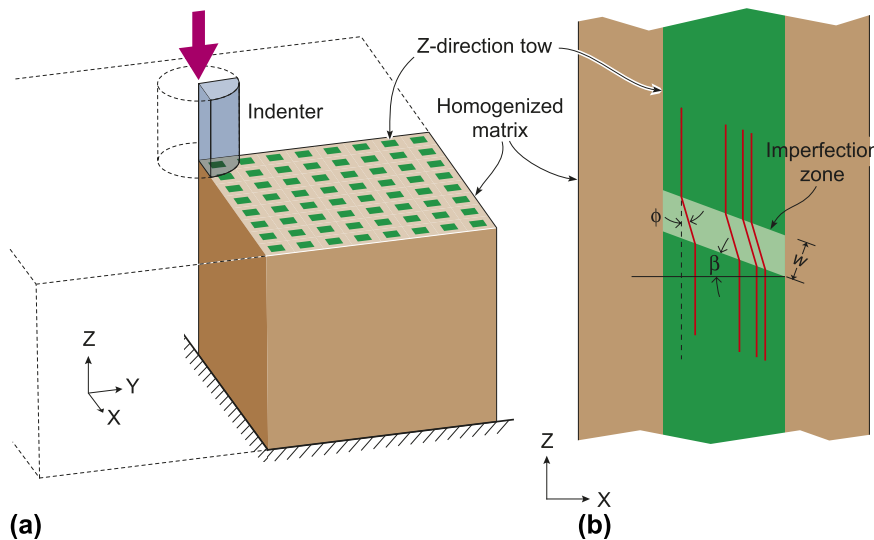 Z-direction tow
Indenter
Homogenized
matrix
Z
Y
X
(a)
Imperfection
zone
ϕ
β
w
Z
X
(b)